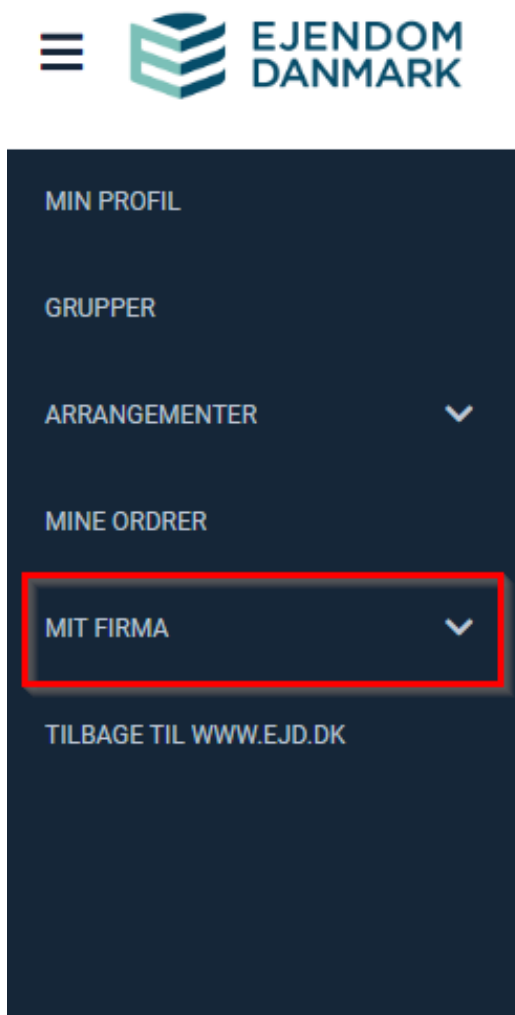 EJENDOM
DANMARK
MIN PROFIL
GRUPPER
ARRANGEMENTER
MINE ORDRER
MIT FIRMA
TILBAGE TIL WWW.EJD.DK